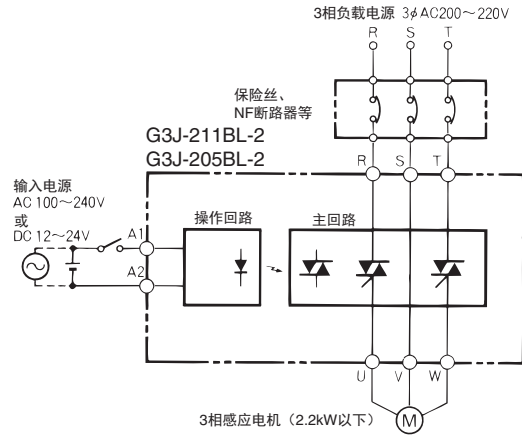 3相负载电源 3φAC200～220V
R S T
保险丝、
NF断路器等
G3J-211BL-2
G3J-205BL-2
R S T
输入电源
AC 100～240V
或
DC 12～24V
A1
A2
操作回路
主回路
U V W
3相感应电机（2.2kW以下）
M